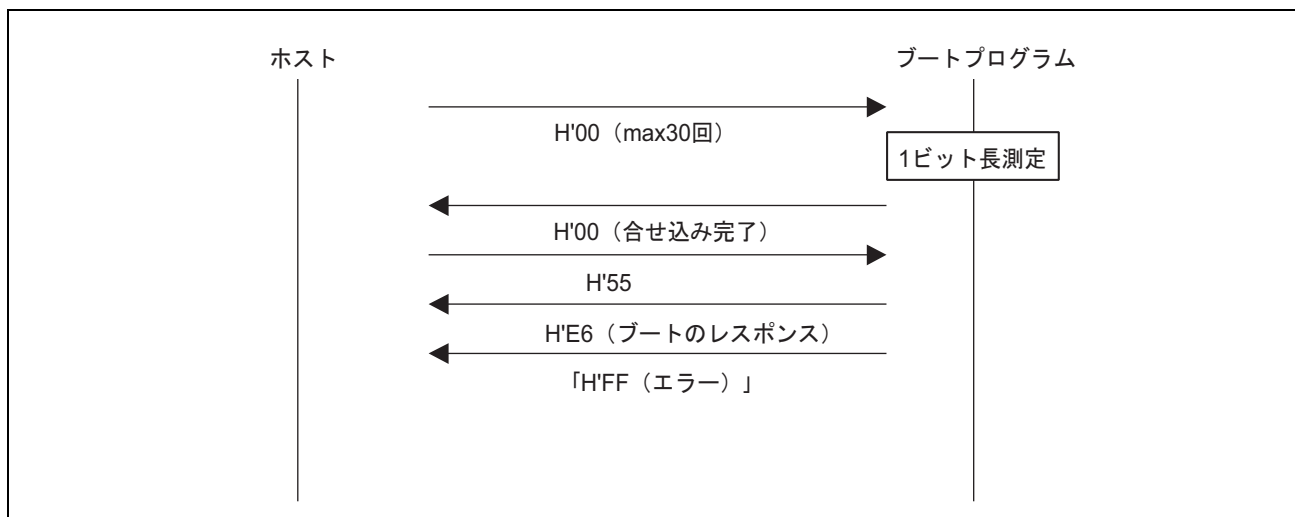 ホスト
ブートプログラム
H'00（max30回）
1ビット長測定
H'00（合せ込み完了）
H'55
H'E6（ブートのレスポンス）
「H'FF（エラー）」